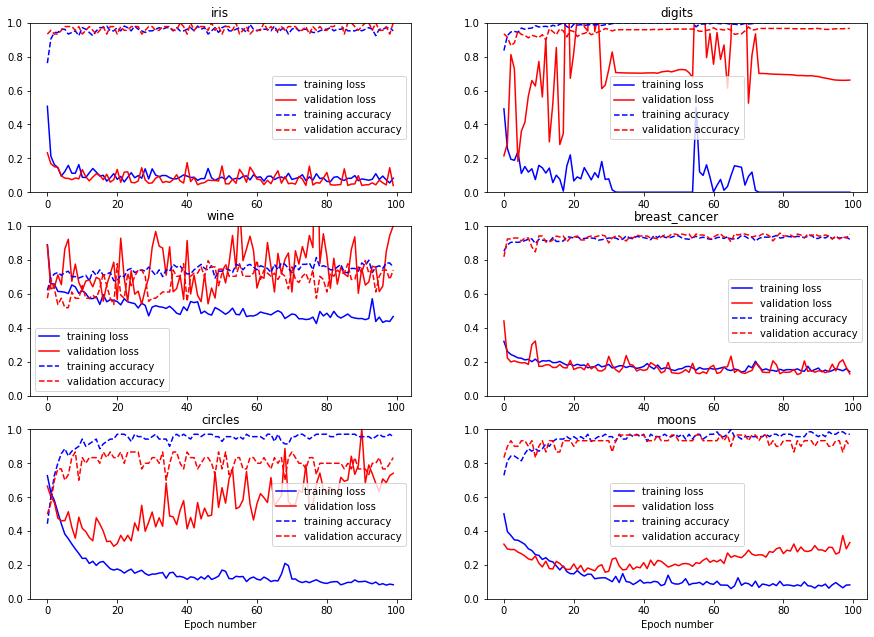 iris
1.0
0.8
0.6
0.4
0.2
0.0
training loss
validation loss
training accuracy
validation accuracy
0 20 40 60 80 100
digits
1.0
0.8
0.6
0.4
0.2
0.0
training loss
validation loss
training accuracy
validation accuracy
0 20 40 60 80 100
wine
1.0
0.8
0.6
0.4
0.2
0.0
training loss
validation loss
training accuracy
validation accuracy
0 20 40 60 80 100
breast_cancer
1.0
0.8
0.6
0.4
0.2
0.0
training loss
validation loss
training accuracy
validation accuracy
0 20 40 60 80 100
circles
1.0
0.8
0.6
0.4
0.2
0.0
training loss
validation loss
training accuracy
validation accuracy
0 20 40 60 80 100
Epoch number
moons
1.0
0.8
0.6
0.4
0.2
0.0
training loss
validation loss
training accuracy
validation accuracy
0 20 40 60 80 100
Epoch number